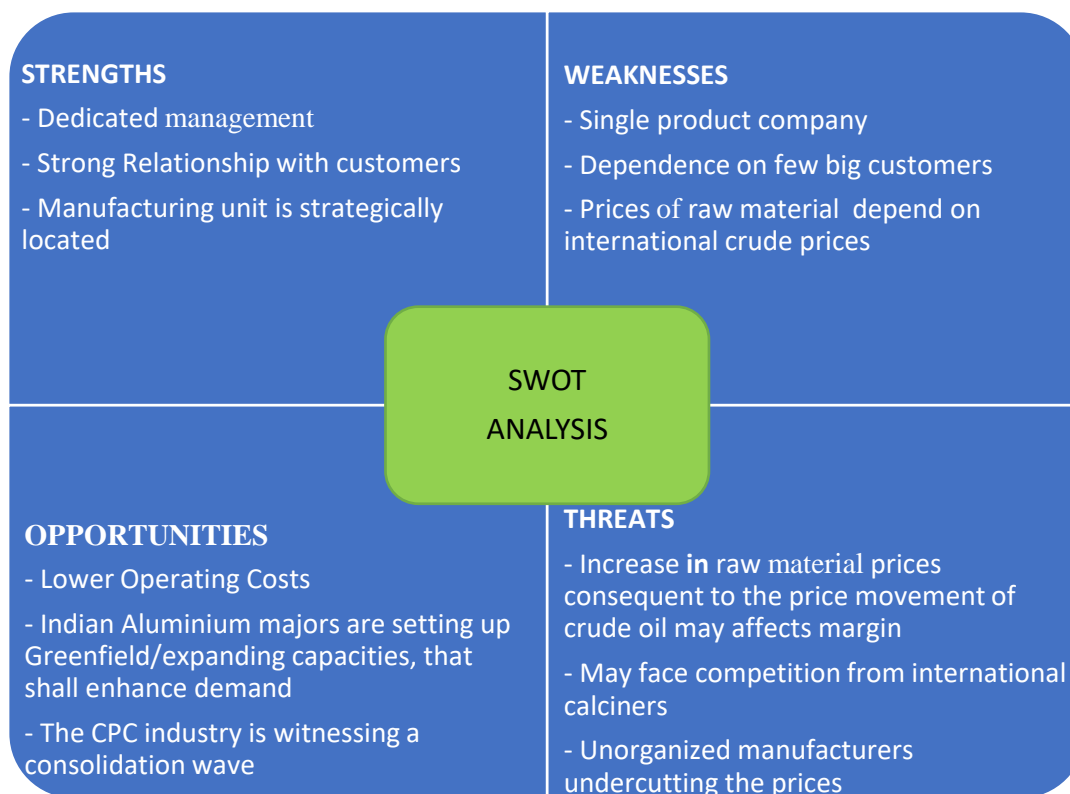 STRENGTHS
- Dedicated management
- Strong Relationship with customers
- Manufacturing unit is strategically
located
WEAKNESSES
- Single product company
- Dependence on few big customers
- Prices of raw material  depend on
international crude prices
SWOT
ANALYSIS
OPPORTUNITIES
- Lower Operating Costs
- Indian Aluminium majors are setting up
Greenfield/expanding capacities, that
shall enhance demand
- The CPC industry is witnessing a
consolidation wave
THREATS
- Increase in raw material prices
consequent to the price movement of
crude oil may affects margin
- May face competition from international
calciners
- Unorganized manufacturers
undercutting the prices